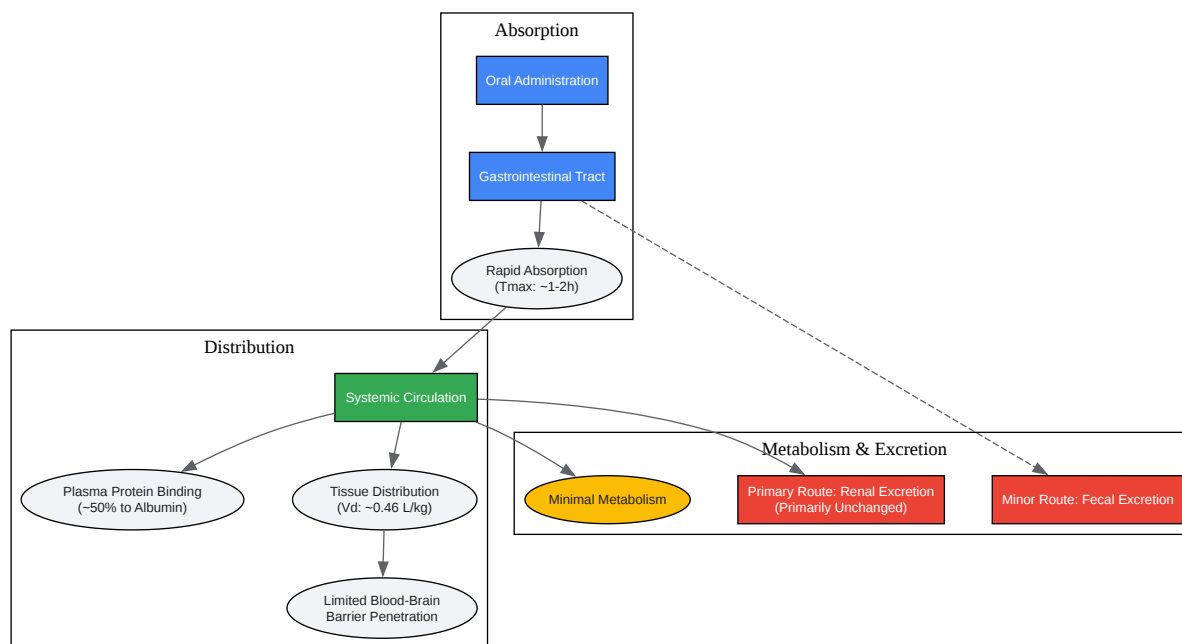 Absorption
Oral Administration
Gastrointestinal Tract
Rapid Absorption
(Tmax: ~1-2h)
Distribution
Systemic Circulation
Plasma Protein Binding
(~50% to Albumin)
Tissue Distribution
(Vd: ~0.46 L/kg)
Limited Blood-Brain
Barrier Penetration
Metabolism & Excretion
Minimal Metabolism
Primary Route: Renal Excretion
(Primarily Unchanged)
Minor Route: Fecal Excretion